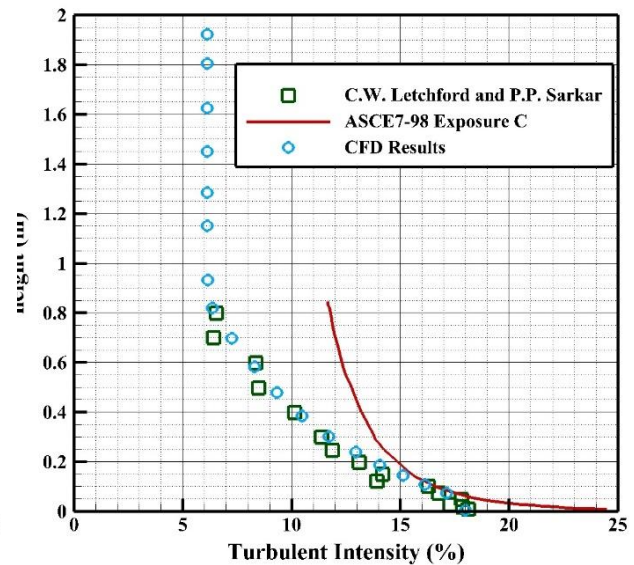 2
1.8
1.6
1.4
1.2
1
0.8
0.6
0.4
0.2
0
height (m)
C.W. Letchford and P.P. Sarkar
ASCE7-98 Exposure C
CFD Results
0 5 10 15 20 25
Turbulent Intensity (%)